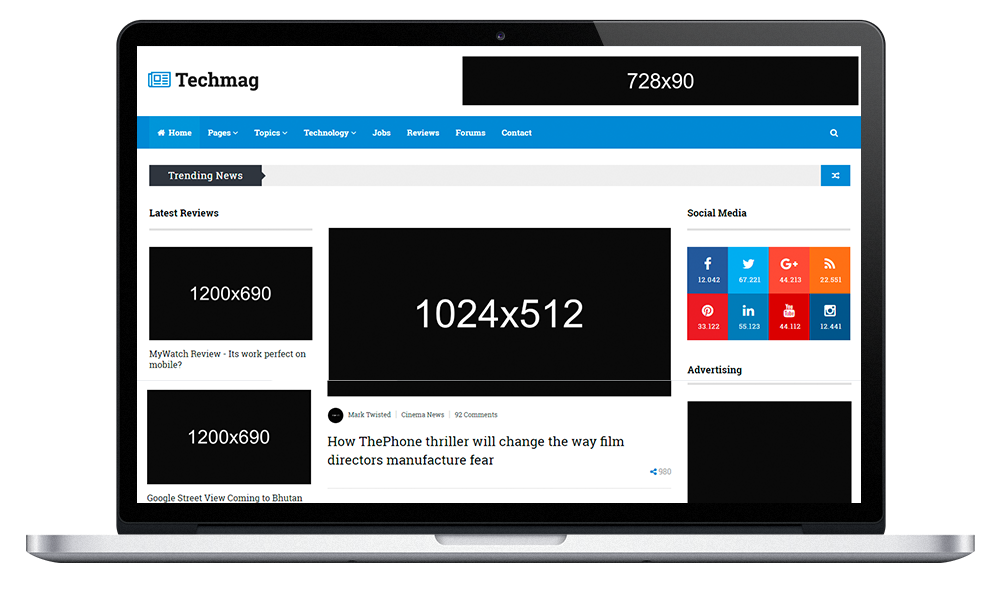 Techmag
728x90
Home Pages Topics Technology Jobs Reviews Forums Contact
Trending News
Latest Reviews
1200x690
MyWatch Review - Its work perfect on
mobile?
1200x690
Google Street View Coming to Bhutan
1024x512
Mark Twisted Cinema News 92 Comments
How ThePhone thriller will change the way film
directors manufacture fear
980
Social Media
12.042 67.221 44.213 22.551
33.122 55.123 44.112 12.441
Advertising